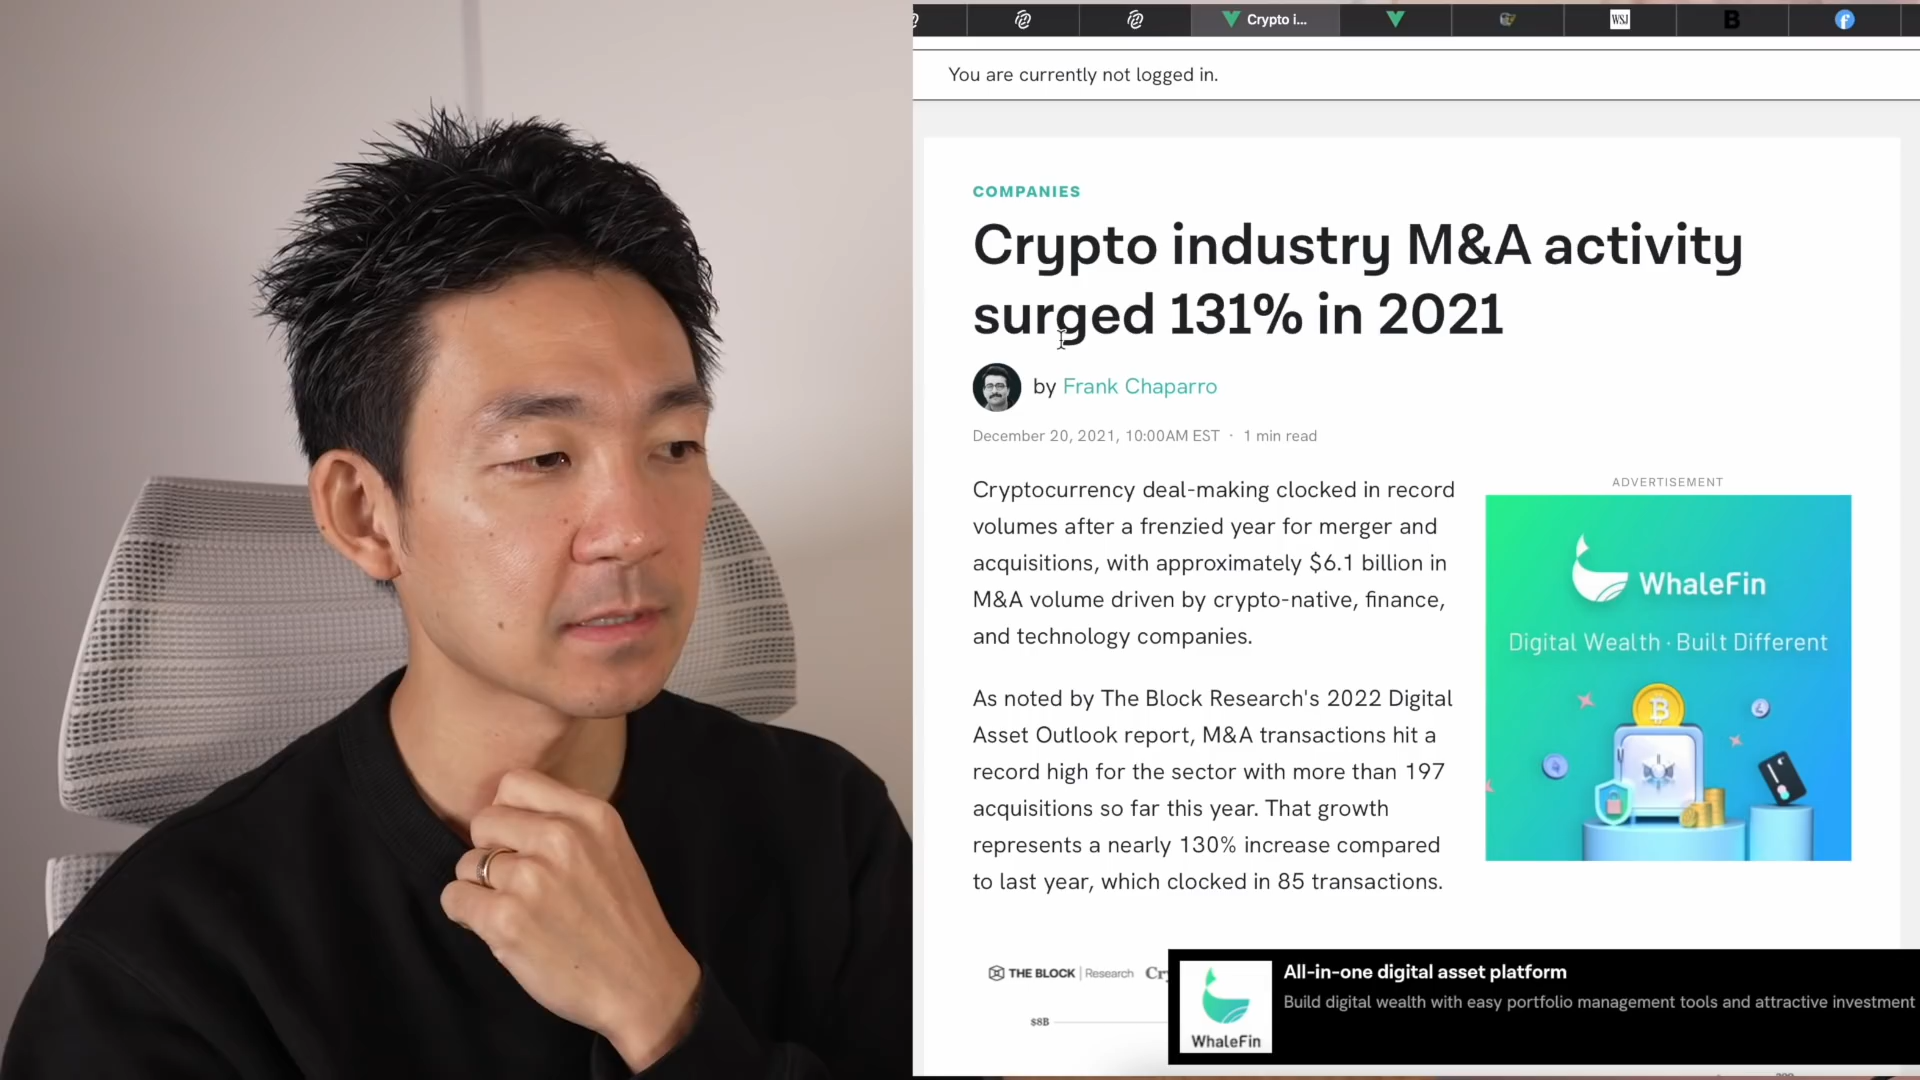 Crypto i...
WSJ
B
f
You are currently not logged in.
COMPANIES
Crypto industry M&A activity
surged 131% in 2021
by Frank Chaparro
December 20, 2021, 10:00AM EST · 1 min read
Cryptocurrency deal-making clocked in record
volumes after a frenzied year for merger and
acquisitions, with approximately $6.1 billion in
M&A volume driven by crypto-native, finance,
and technology companies.
As noted by The Block Research's 2022 Digital
Asset Outlook report, M&A transactions hit a
record high for the sector with more than 197
acquisitions so far this year. That growth
represents a nearly 130% increase compared
to last year, which clocked in 85 transactions.
ADVERTISEMENT
WhaleFin
Digital Wealth · Built Different
THE BLOCK | Research
$8B
All-in-one digital asset platform
Build digital wealth with easy portfolio management tools and attractive investment
WhaleFin